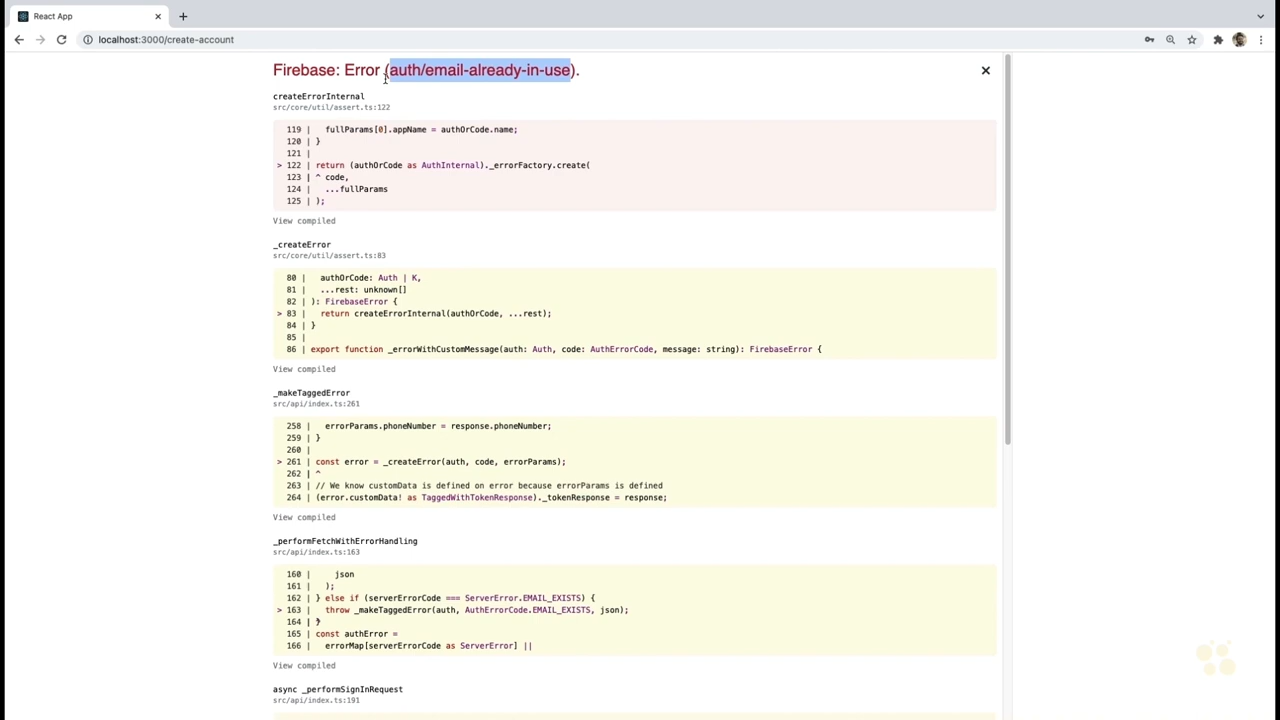 React App
localhost:3000/create-account
Firebase: Error (auth/email-already-in-use).
createErrorInternal
src/core/util/assert.ts:122
119 | fullParams[0].appName = authOrCode.name;
120 | }
121 |
> 122 | return (authOrCode as AuthInternal)._errorFactory.create(
123 | ^ code,
124 | ...fullParams
125 | );
View compiled
_createError
src/core/util/assert.ts:83
80 | authOrCode: Auth | K,
81 | ...rest: unknown[]
82 | ): FirebaseError {
> 83 | return createErrorInternal(authOrCode, ...rest);
84 | }
85 |
86 | export function _errorWithCustomMessage(auth: Auth, code: AuthErrorCode, message: string): FirebaseError {
View compiled
_makeTaggedError
src/api/index.ts:261
258 | errorParams.phoneNumber = response.phoneNumber;
259 | }
260 |
> 261 | const error = _createError(auth, code, errorParams);
262 | ^
263 | // We know customData is defined on error because errorParams is defined
264 | (error.customData! as TaggedWithTokenResponse)._tokenResponse = response;
View compiled
_performFetchWithErrorHandling
src/api/index.ts:163
160 | json
161 | );
162 | } else if (serverErrorCode === ServerError.EMAIL_EXISTS) {
> 163 | throw _makeTaggedError(auth, AuthErrorCode.EMAIL_EXISTS, json);
164 | }
165 | const authError =
166 | errorMap[serverErrorCode as ServerError] ||
View compiled
async _performSignInRequest
src/api/index.ts:191